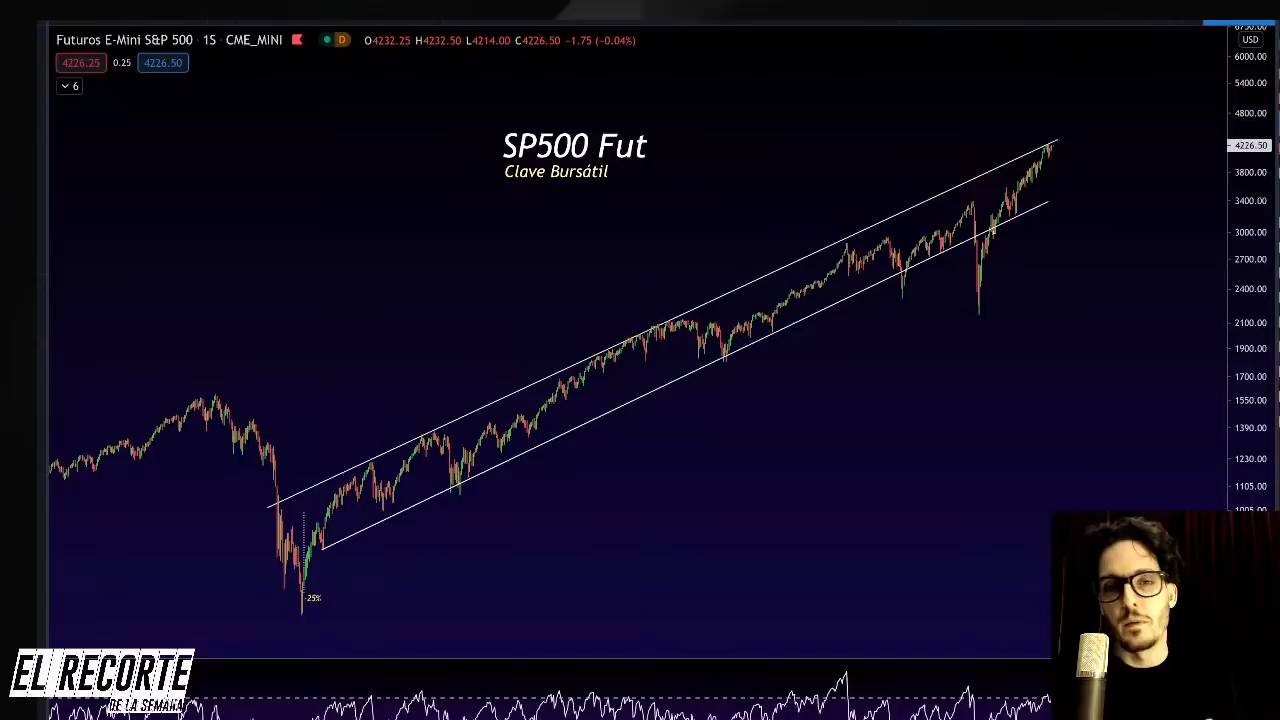 Futuros E-Mini S&P 500 · 1S · CME_MINI D O4232.25 H4232.50 L4214.00 C4226.50 −1.75 (−0.04%)
4226.25 0.25 4226.50
6
SP500 Fut
Clave Bursátil
USD
6000.00
5400.00
4800.00
4226.50
3800.00
3400.00
3000.00
2700.00
2400.00
2100.00
1900.00
1700.00
1550.00
1390.00
1230.00
1105.00
-25%
EL RECORTE
DE LA SEMANA